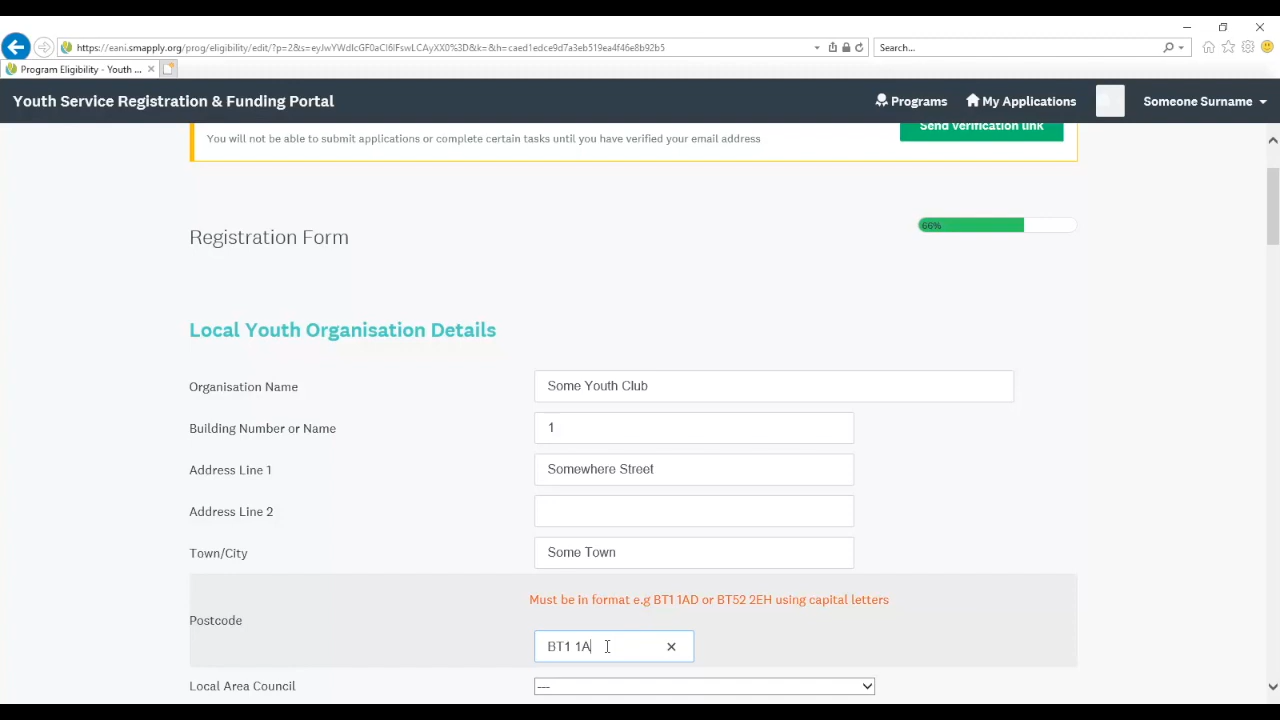 https://eani.smapply.org/prog/eligibility/edit/?p=2&s=eyJwYWdlcGF0aCI6IFswLCAyXX0%3D&k=&h=caed1edce9d7a3eb519ea4f46e8b92b5
Search...
Program Eligibility - Youth ...
Youth Service Registration & Funding Portal
Programs
My Applications
Someone Surname
You will not be able to submit applications or complete certain tasks until you have verified your email address
Send verification link
Registration Form
66%
Local Youth Organisation Details
Organisation Name
Some Youth Club
Building Number or Name
1
Address Line 1
Somewhere Street
Address Line 2
Town/City
Some Town
Must be in format e.g BT1 1AD or BT52 2EH using capital letters
Postcode
BT1 1A
Local Area Council
---